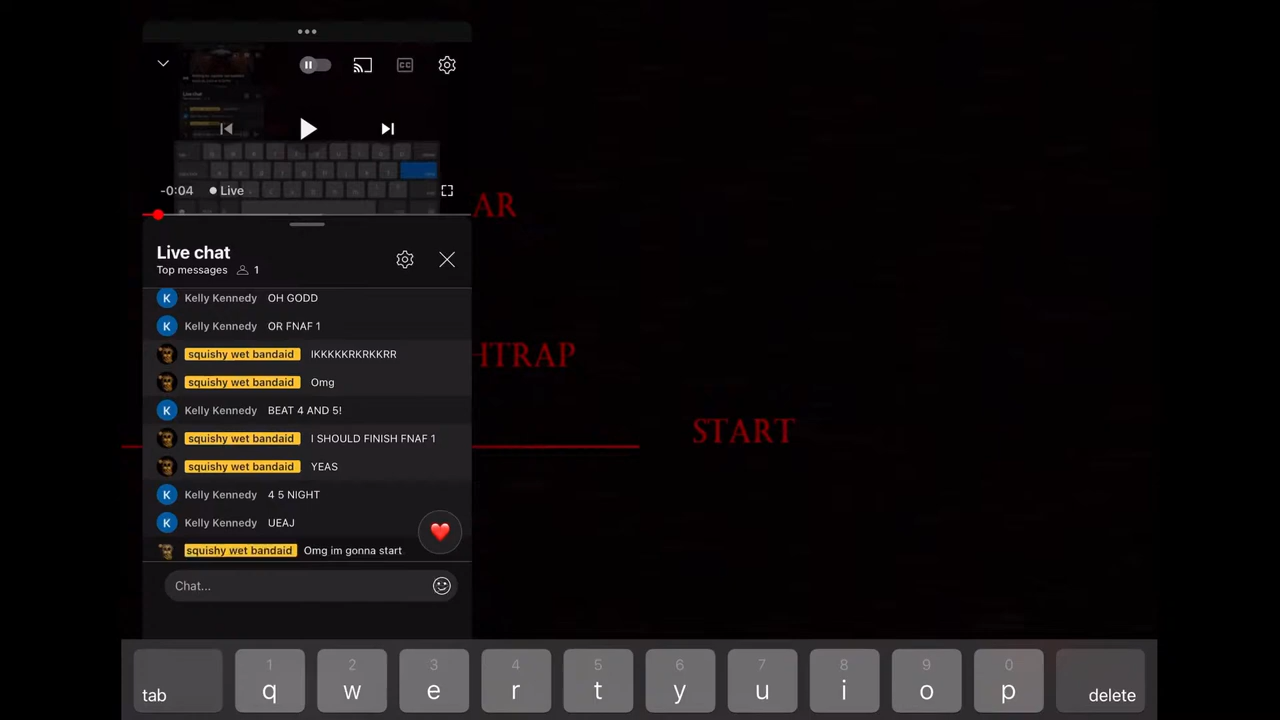 CC
-0:04
Live
AR
Live chat
Top messages
1
K Kelly Kennedy OH GODD
K Kelly Kennedy OR FNAF 1
squishy wet bandaid IKKKKKRKRKKRR
squishy wet bandaid Omg
K Kelly Kennedy BEAT 4 AND 5!
squishy wet bandaid I SHOULD FINISH FNAF 1
squishy wet bandaid YEAS
K Kelly Kennedy 4 5 NIGHT
K Kelly Kennedy UEAJ
squishy wet bandaid Omg im gonna start
HTRAP
START
Chat...
1 2 3 4 5 6 7 8 9 0
tab q w e r t y u i o p delete